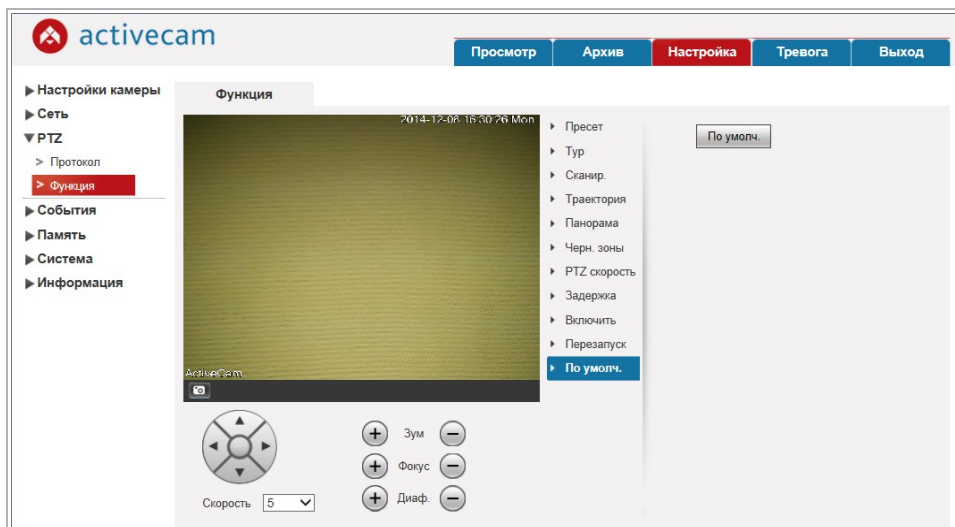 activecam
Просмотр Архив Настройка Тревога Выход
Настройки камеры
Сеть
PTZ
> Протокол
> Функция
События
Память
Система
Информация
Функция
2014-12-08 16:30:26 Mon
ActiveCam
Пресет
Тур
Сканир.
Траектория
Панорама
Черн. зоны
PTZ скорость
Задержка
Включить
Перезапуск
По умолч.
По умолч.
Зум
Фокус
Диаф.
Скорость 5